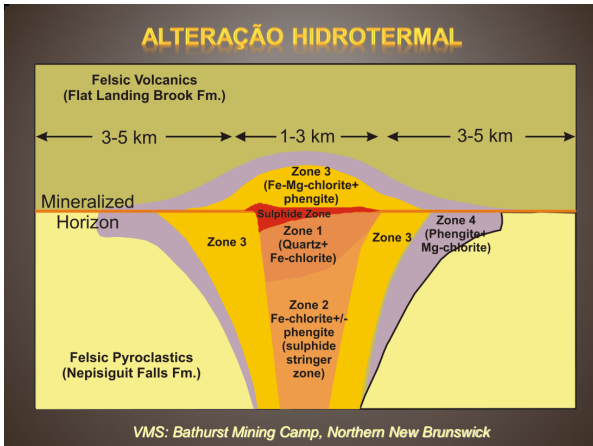 ALTERAÇÃO HIDROTERMAL
Felsic Volcanics
(Flat Landing Brook Fm.)
3-5 km
1-3 km
3-5 km
Zone 3
(Fe-Mg-chlorite+
phengite)
Mineralized
Horizon
Sulphide Zone
Zone 1
(Quartz+
Fe-chlorite)
Zone 3
Zone 3
Zone 4
(Phengite+
Mg-chlorite)
Zone 2
Fe-chlorite+/-
phengite
(sulphide
stringer
zone)
Felsic Pyroclastics
(Nepisiguit Falls Fm.)
VMS: Bathurst Mining Camp, Northern New Brunswick